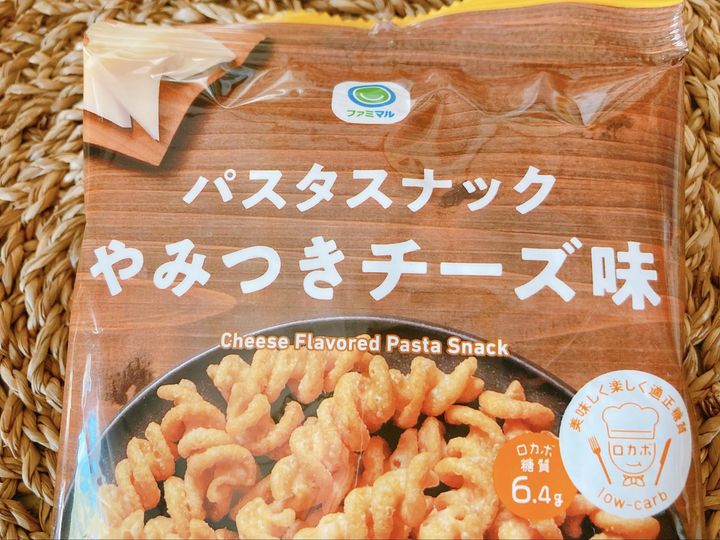 ファミマル
パスタスナック
やみつきチーズ味
Cheese Flavored Pasta Snack
ロカボ
糖質
6.4g
美味しく楽しく適正糖質
ロカボ
low-carb